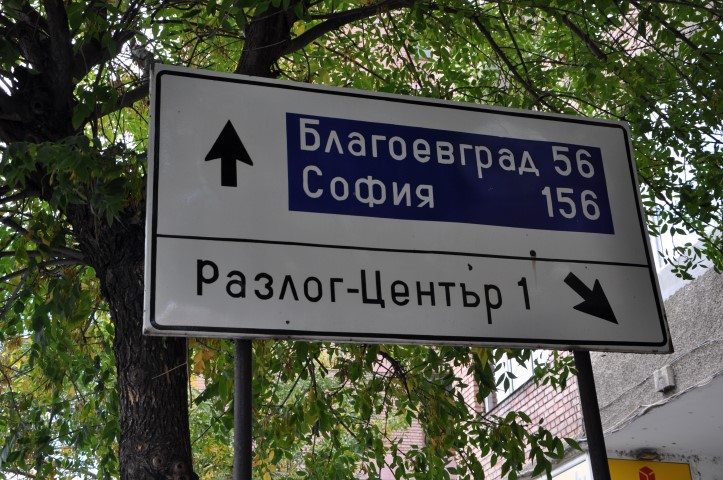 Благоевград 56
София 156
Разлог-Център 1